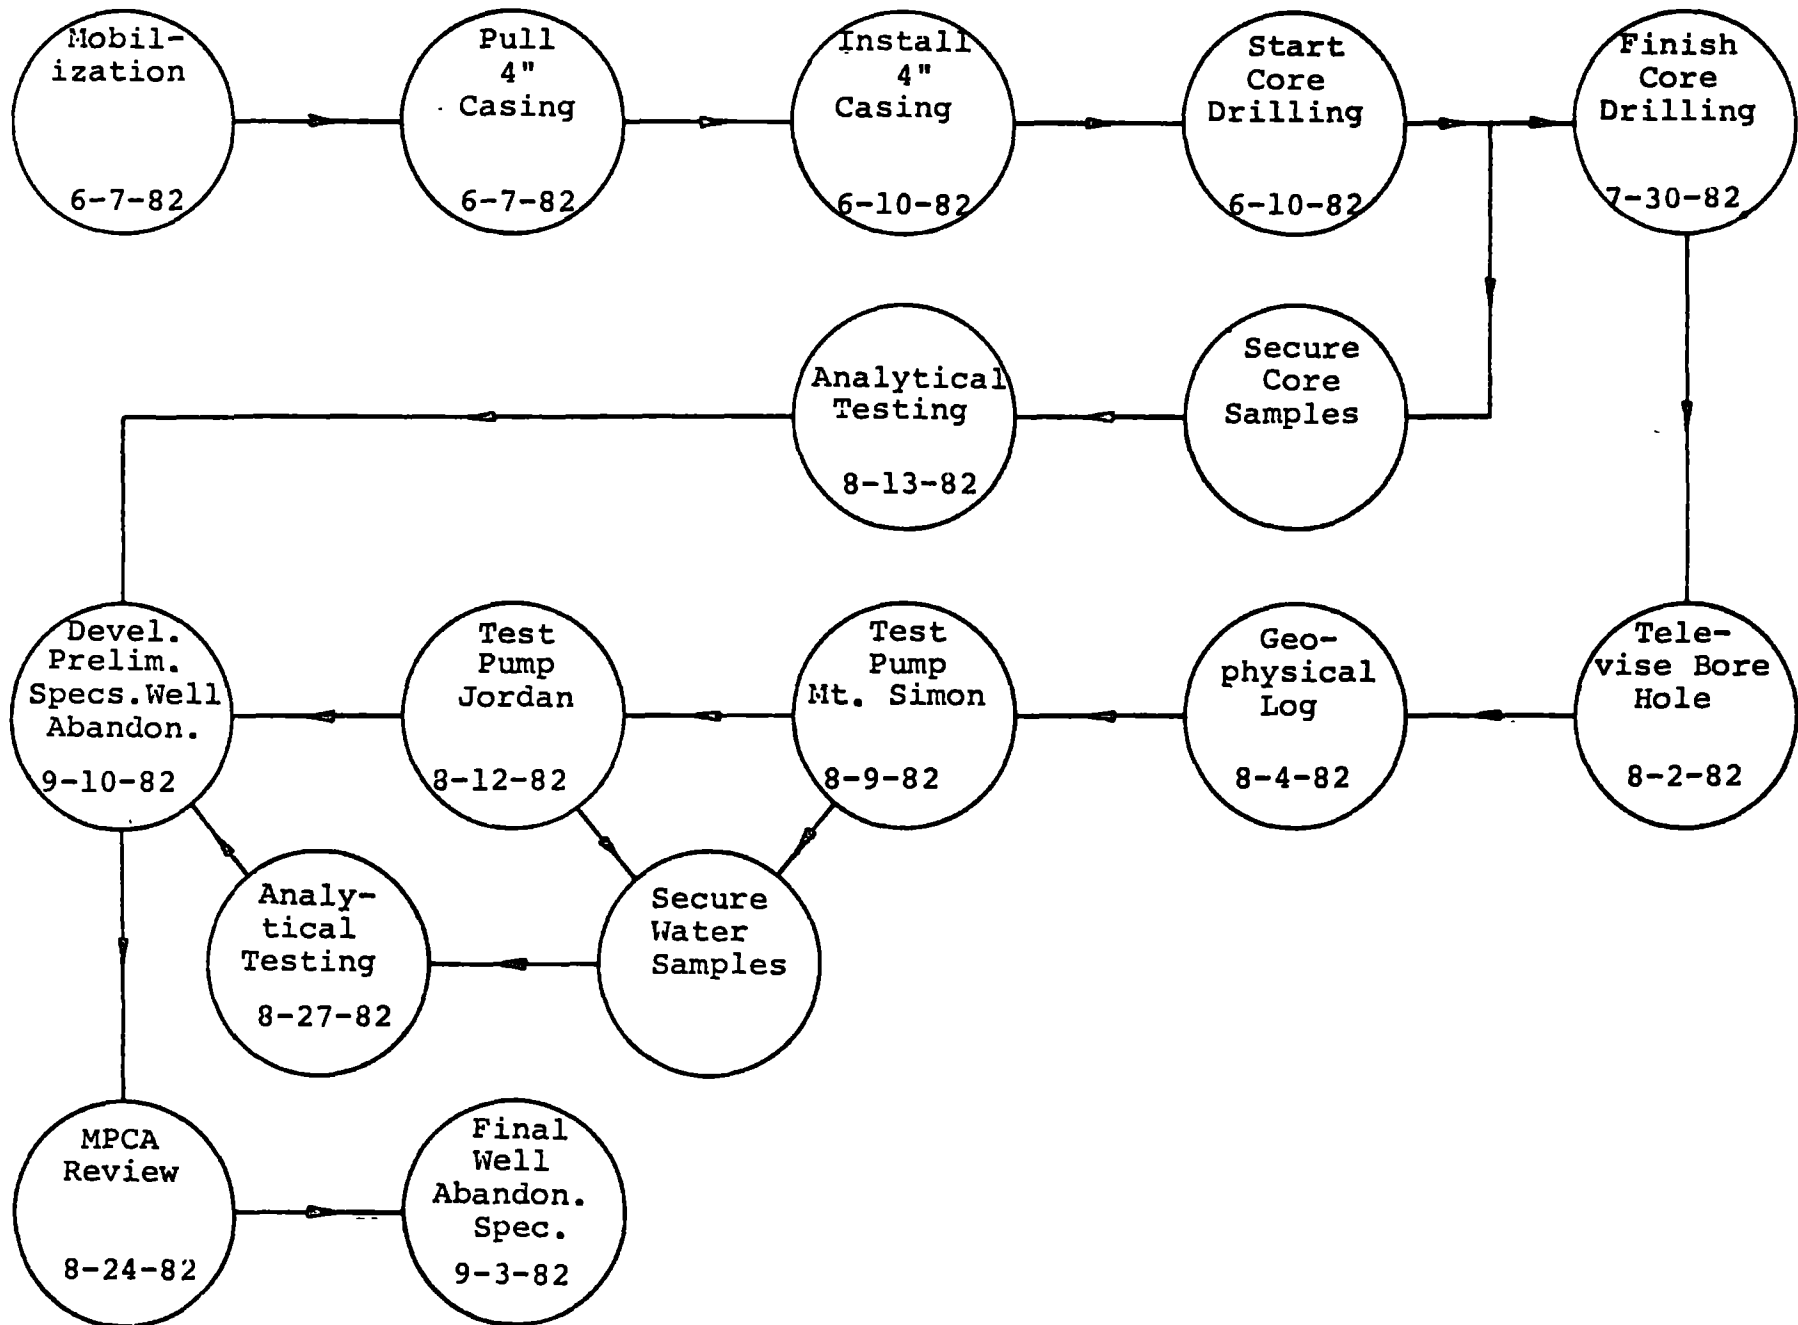 Mobil-
ization
6-7-82
Pull
4"
Casing
6-7-82
Install
4"
Casing
6-10-82
Start
Core
Drilling
6-10-82
Finish
Core
Drilling
7-30-82
Secure
Core
Samples
Analytical
Testing
8-13-82
Tele-
vise Bore
Hole
8-2-82
Geo-
physical
Log
8-4-82
Test
Pump
Mt. Simon
8-9-82
Test
Pump
Jordan
8-12-82
Devel.
Prelim.
Specs.Well
Abandon.
9-10-82
Secure
Water
Samples
Analy-
tical
Testing
8-27-82
MPCA
Review
8-24-82
Final
Well
Abandon.
Spec.
9-3-82